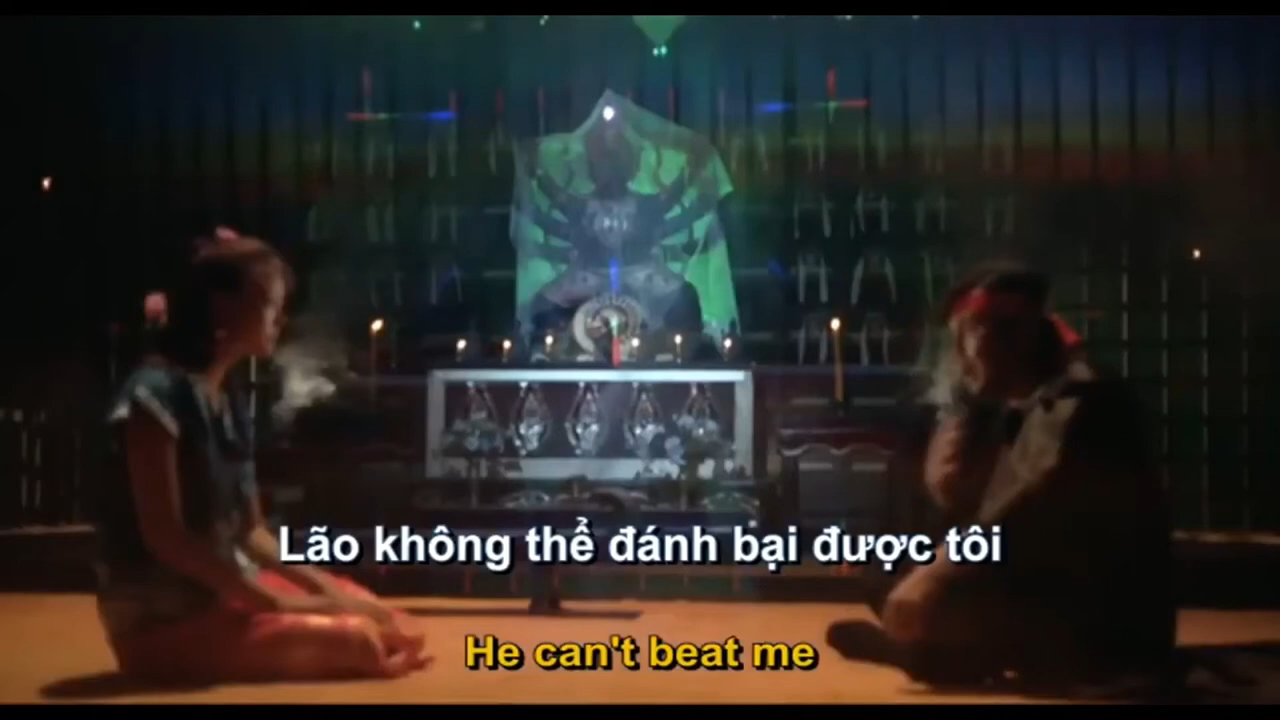 Lão không thể đánh bại được tôi
He can't beat me